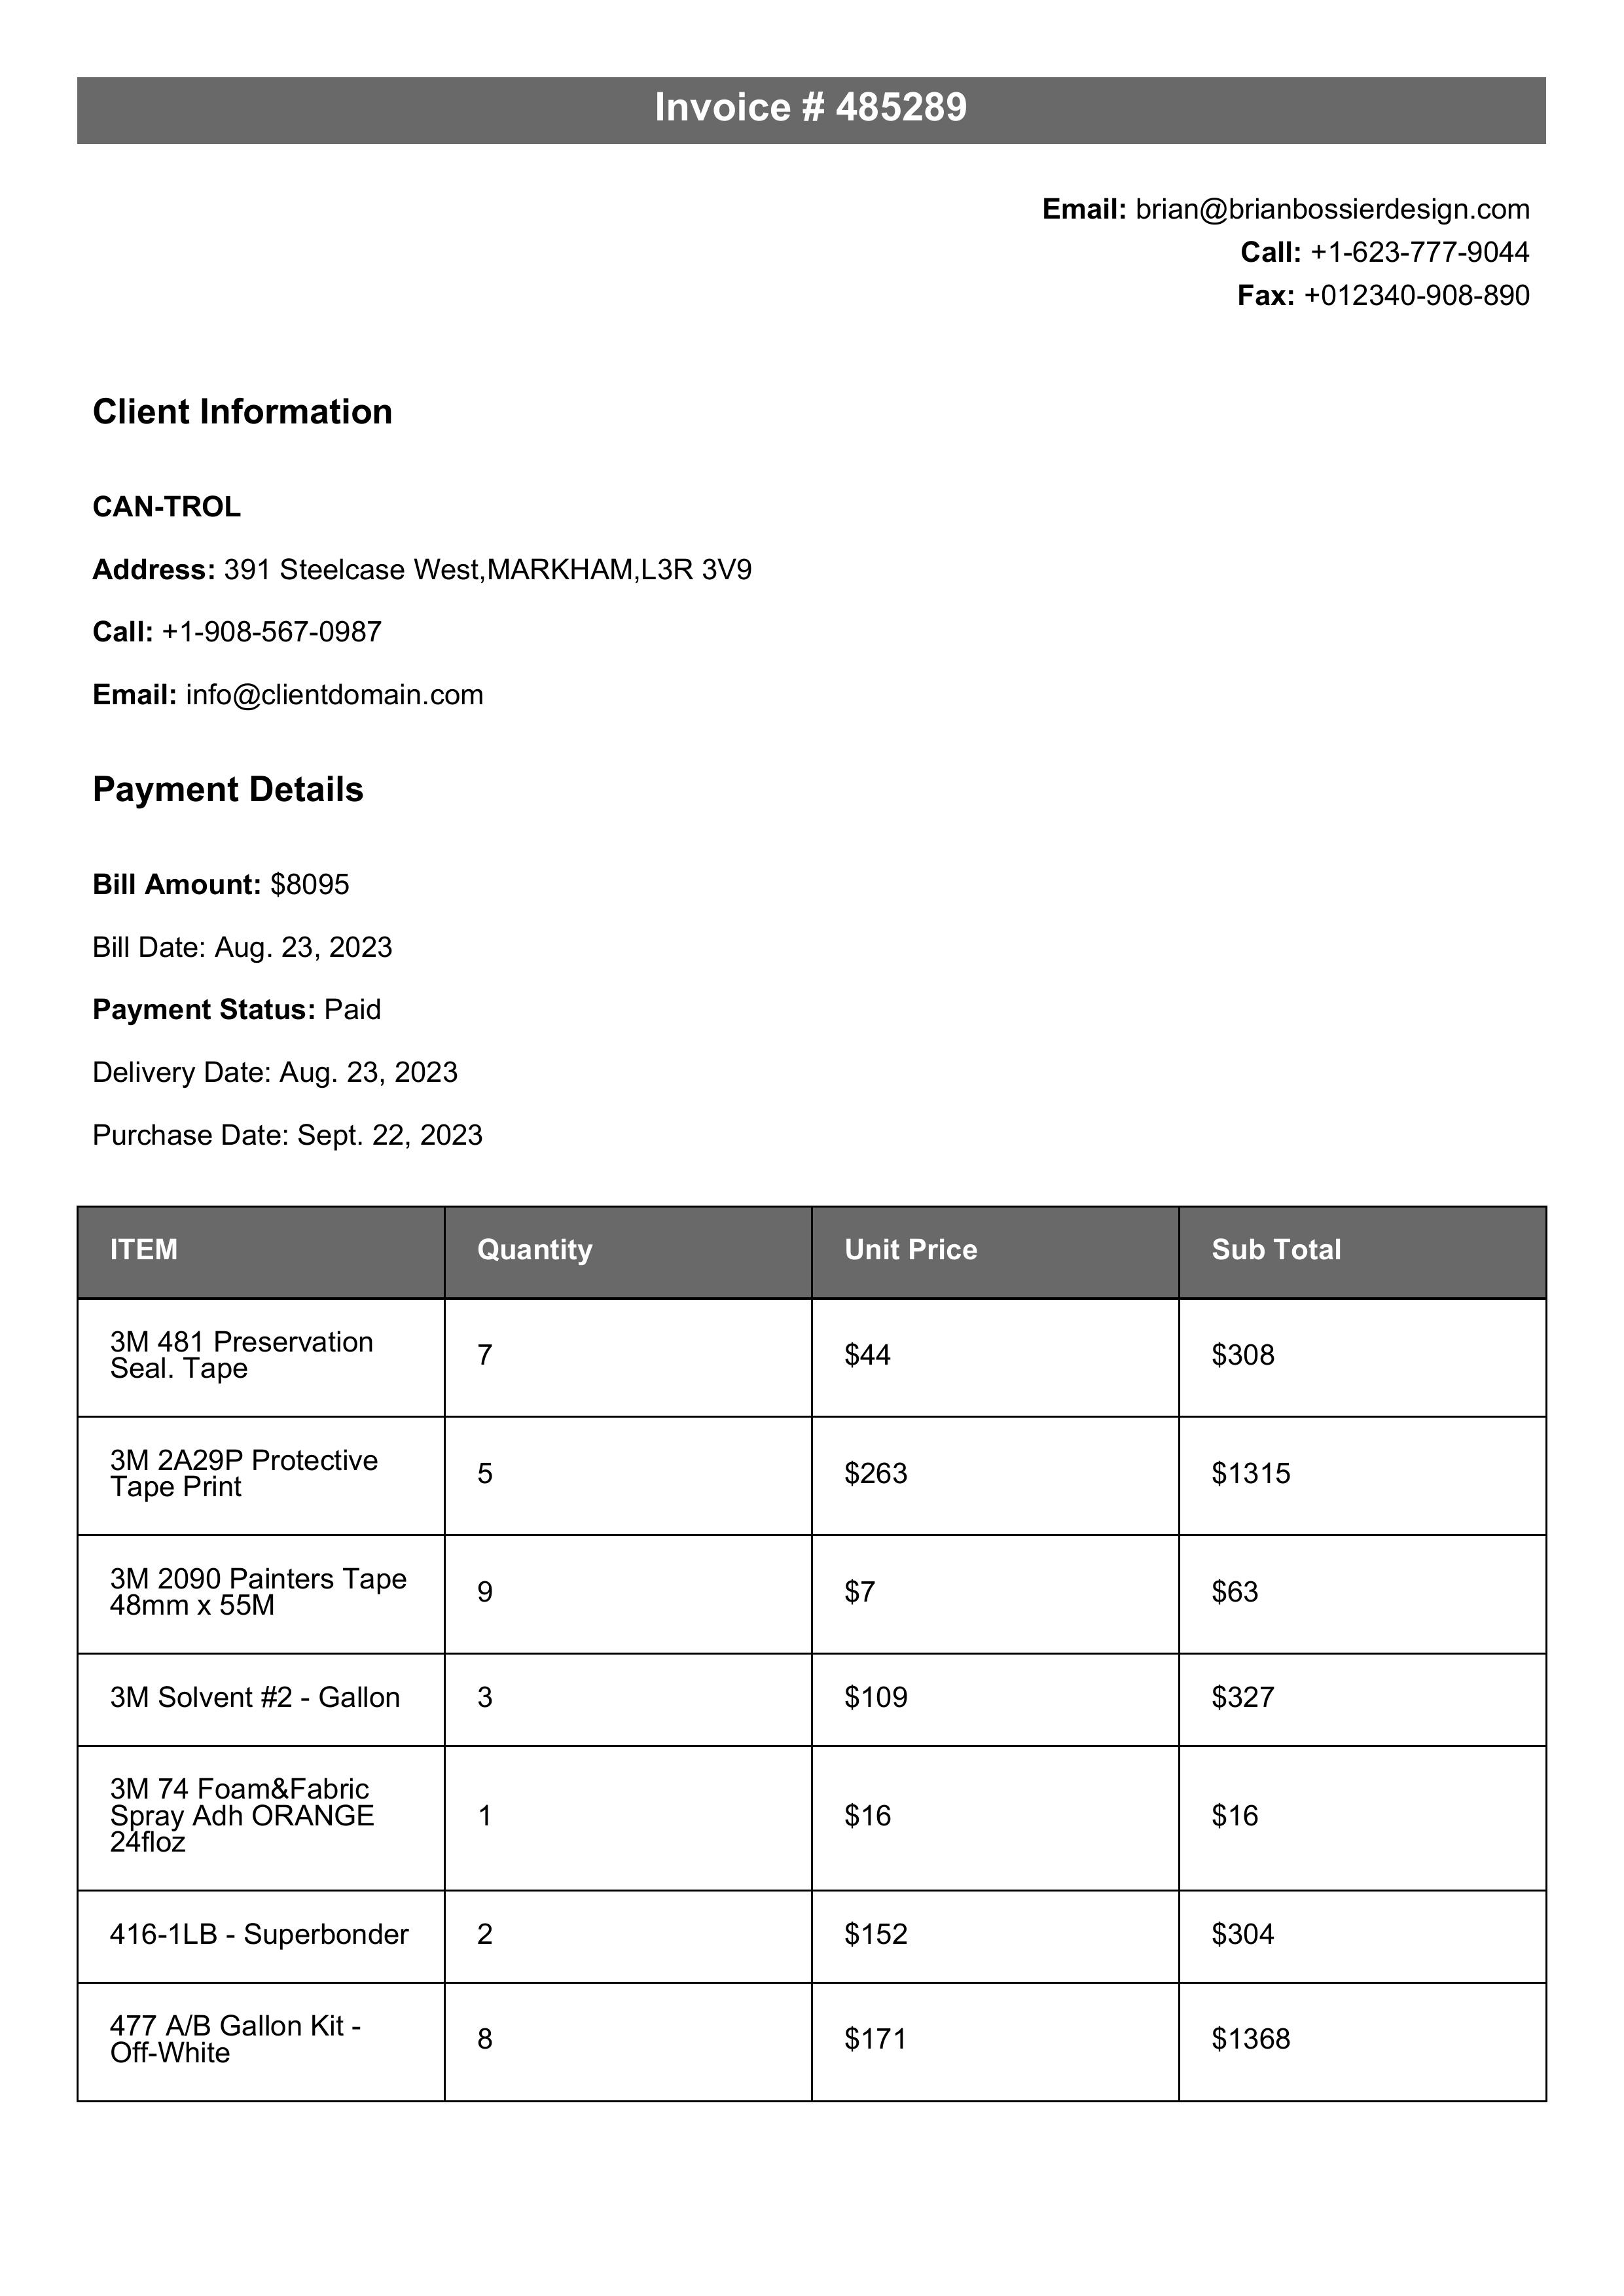 Invoice # 485289
Email: brian@brianbossierdesign.com
Call: +1-623-777-9044
Fax: +012340-908-890
Client Information
CAN-TROL
Address: 391 Steelcase West,MARKHAM,L3R 3V9
Call: +1-908-567-0987
Email: info@clientdomain.com
Payment Details
Bill Amount: $8095
Bill Date: Aug. 23, 2023
Payment Status: Paid
Delivery Date: Aug. 23, 2023
Purchase Date: Sept. 22, 2023
ITEM Quantity Unit Price Sub Total
3M 481 Preservation
Seal. Tape
7 $44 $308
3M 2A29P Protective
Tape Print
5 $263 $1315
3M 2090 Painters Tape
48mm x 55M
9 $7 $63
3M Solvent #2 - Gallon 3 $109 $327
3M 74 Foam&Fabric
Spray Adh ORANGE
24floz
1 $16 $16
416-1LB - Superbonder 2 $152 $304
477 A/B Gallon Kit -
Off-White
8 $171 $1368